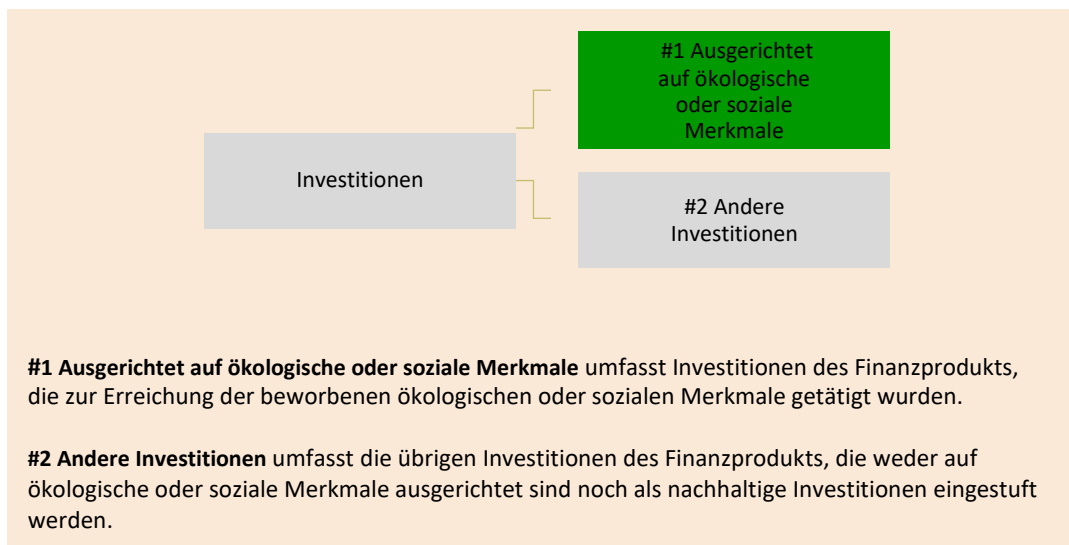 #1 Ausgerichtet
auf ökologische
oder soziale
Merkmale
Investitionen
#2 Andere
Investitionen
#1 Ausgerichtet auf ökologische oder soziale Merkmale umfasst Investitionen des Finanzprodukts,
die zur Erreichung der beworbenen ökologischen oder sozialen Merkmale getätigt wurden.
#2 Andere Investitionen umfasst die übrigen Investitionen des Finanzprodukts, die weder auf
ökologische oder soziale Merkmale ausgerichtet sind noch als nachhaltige Investitionen eingestuft
werden.